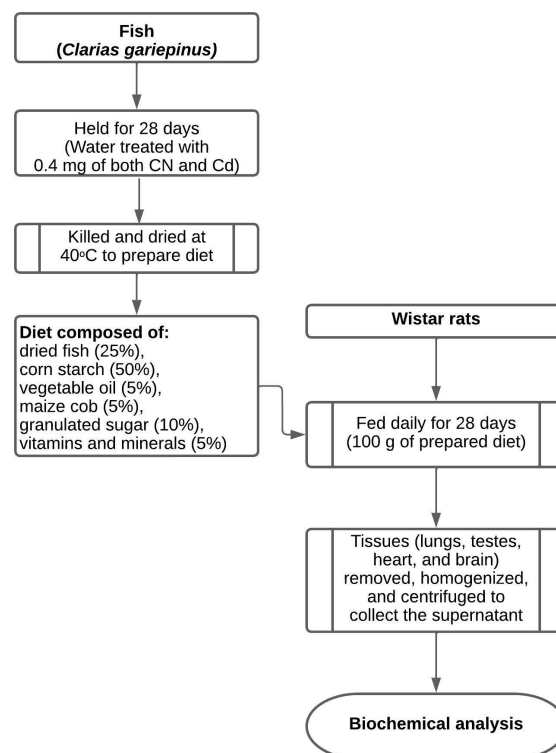 Fish
(Clarias gariepinus)
Held for 28 days
(Water treated with
0.4 mg of both CN and Cd)
Killed and dried at
40ºC to prepare diet
Diet composed of:
dried fish (25%),
corn starch (50%),
vegetable oil (5%),
maize cob (5%),
granulated sugar (10%),
vitamins and minerals (5%)
Wistar rats
Fed daily for 28 days
(100 g of prepared diet)
Tissues (lungs, testes,
heart, and brain)
removed, homogenized,
and centrifuged to
collect the supernatant
Biochemical analysis